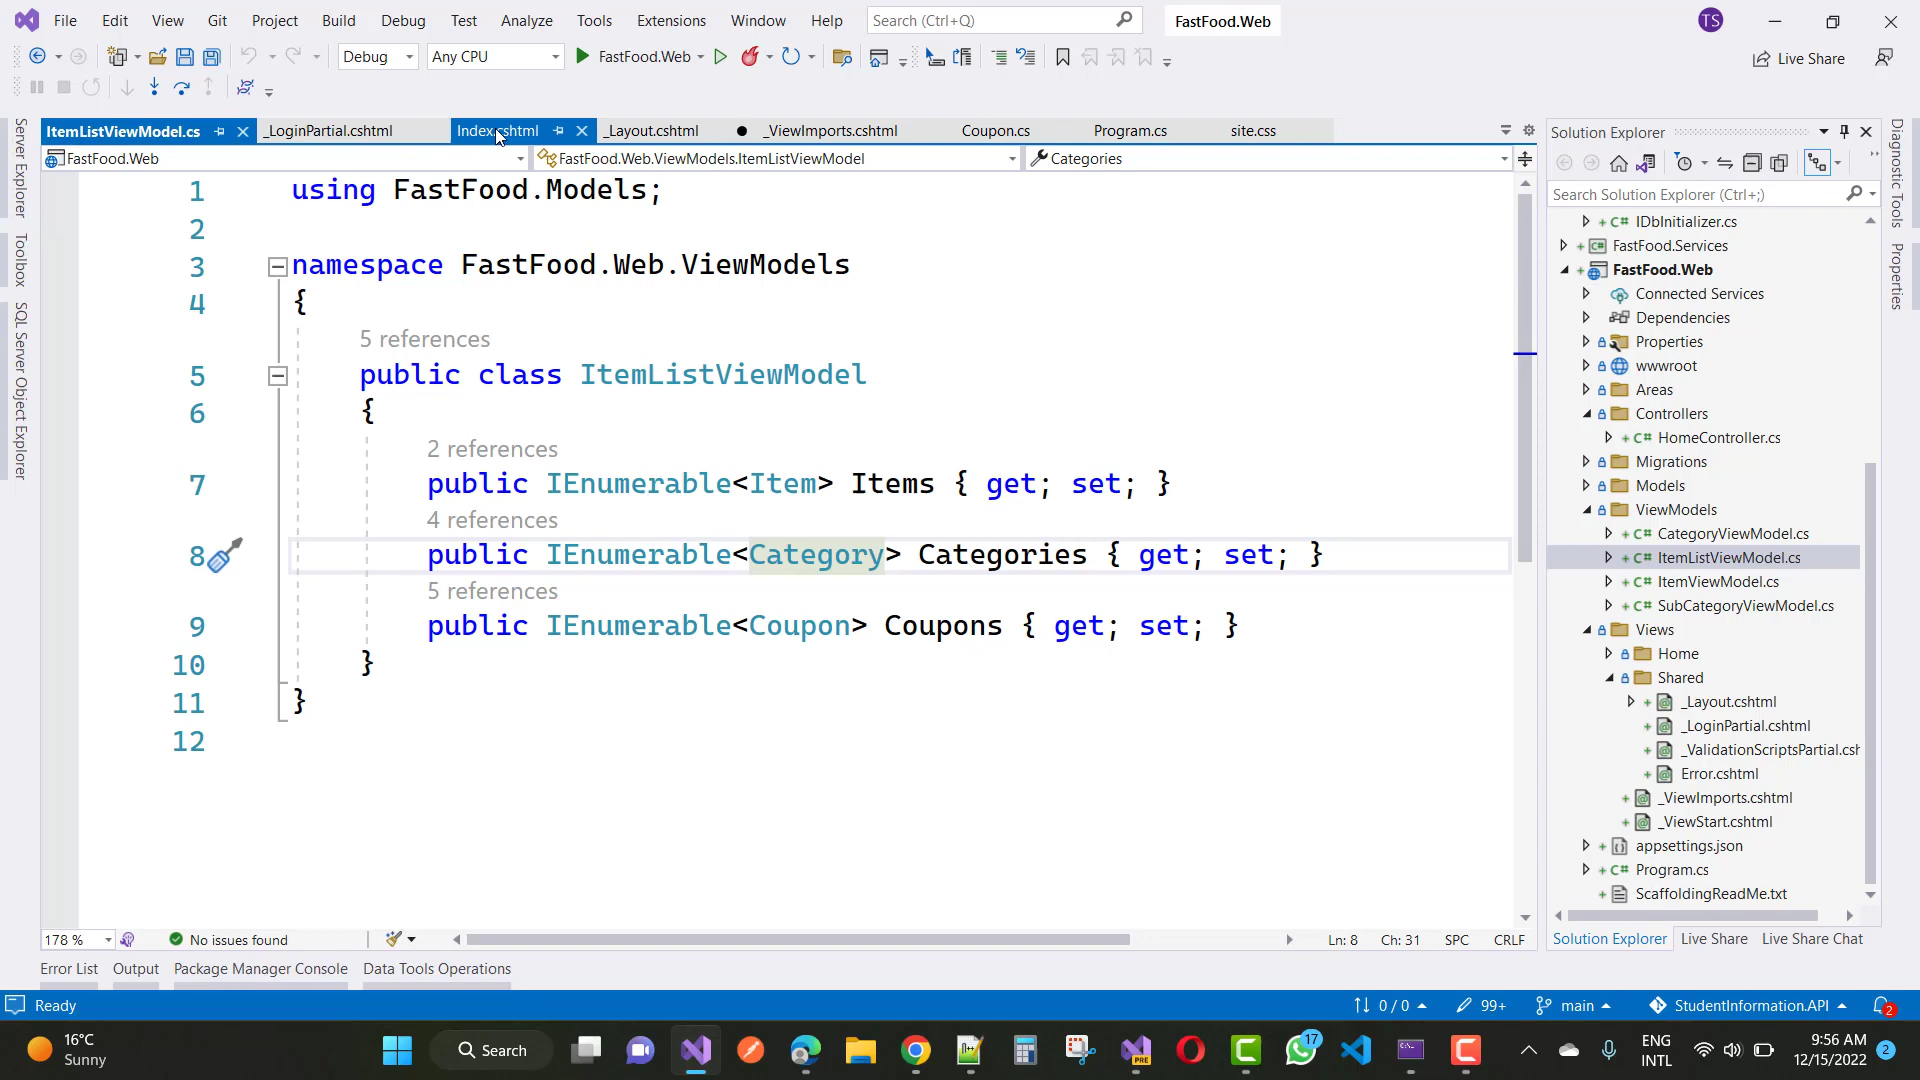 File Edit View Git Project Build Debug Test Analyze Tools Extensions Window Help Search (Ctrl+Q) FastFood.Web TS
Debug Any CPU FastFood.Web Live Share
ItemListViewModel.cs _LoginPartial.cshtml Index.cshtml _Layout.cshtml _ViewImports.cshtml Coupon.cs Program.cs site.css
FastFood.Web FastFood.Web.ViewModels.ItemListViewModel Categories
Server Explorer
Toolbox
SQL Server Object Explorer
1 using FastFood.Models;
2
3 namespace FastFood.Web.ViewModels
4 {
5 references
5 public class ItemListViewModel
6 {
2 references
7 public IEnumerable<Item> Items { get; set; }
4 references
8 public IEnumerable<Category> Categories { get; set; }
5 references
9 public IEnumerable<Coupon> Coupons { get; set; }
10 }
11 }
12
178 % No issues found Ln: 8 Ch: 31 SPC CRLF
Solution Explorer
Search Solution Explorer (Ctrl+;)
IDbInitializer.cs
FastFood.Services
FastFood.Web
Connected Services
Dependencies
Properties
wwwroot
Areas
Controllers
HomeController.cs
Migrations
Models
ViewModels
CategoryViewModel.cs
ItemListViewModel.cs
ItemViewModel.cs
SubCategoryViewModel.cs
Views
Home
Shared
_Layout.cshtml
_LoginPartial.cshtml
_ValidationScriptsPartial.csh
Error.cshtml
_ViewImports.cshtml
_ViewStart.cshtml
appsettings.json
Program.cs
ScaffoldingReadMe.txt
Solution Explorer Live Share Live Share Chat
Diagnostic Tools
Properties
Error List Output Package Manager Console Data Tools Operations
Ready 0 / 0 99+ main StudentInformation.API 2
16°C
Sunny
Search
PRE
17
ENG
INTL
9:56 AM
12/15/2022
2